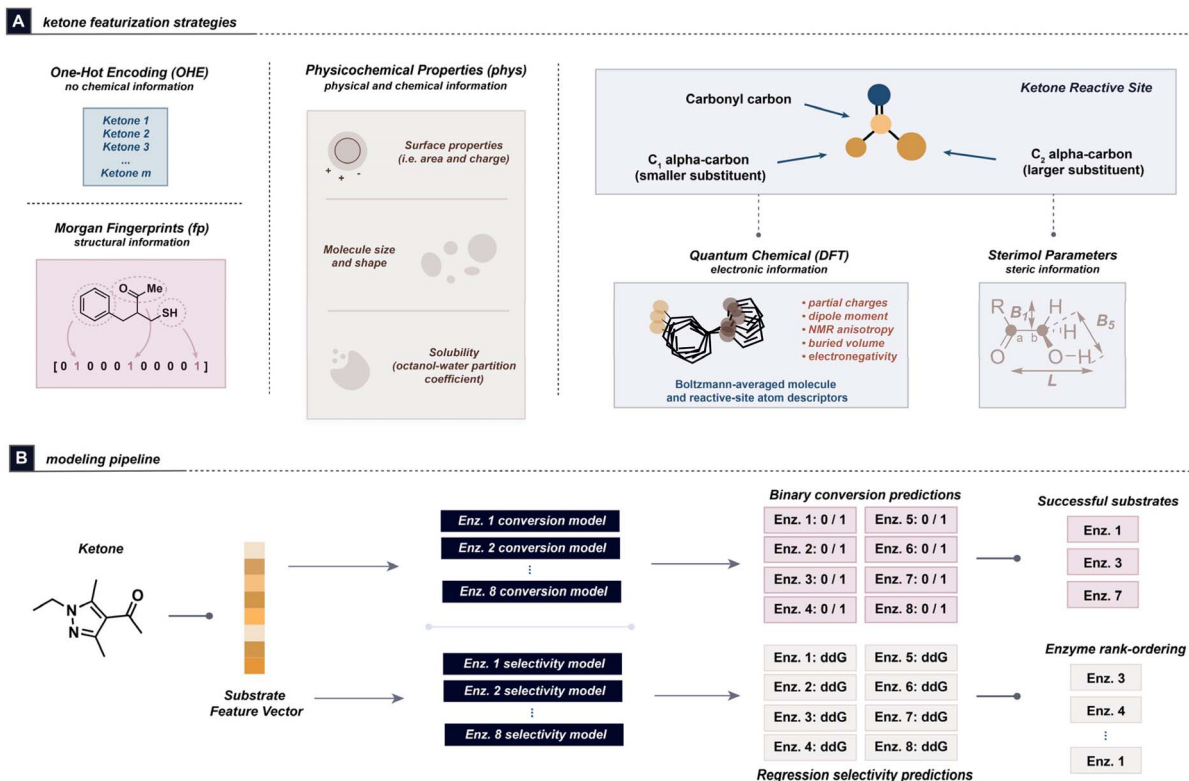 A ketone featurization strategies
One-Hot Encoding (OHE)
no chemical information
Ketone 1
Ketone 2
Ketone 3
...
Ketone m
Morgan Fingerprints (fp)
structural information
O
Me
SH
[ 0 1 0 0 0 1 0 0 0 0 1 ]
Physicochemical Properties (phys)
physical and chemical information
+ + -
Surface properties
(i.e. area and charge)
Molecule size
and shape
Solubility
(octanol-water partition
coefficient)
Ketone Reactive Site
Carbonyl carbon
C1 alpha-carbon
(smaller substituent)
C2 alpha-carbon
(larger substituent)
Quantum Chemical (DFT)
electronic information
• partial charges
• dipole moment
• NMR anisotropy
• buried volume
• electronegativity
Boltzmann-averaged molecule
and reactive-site atom descriptors
Sterimol Parameters
steric information
R B1 H
H B5
a b
O O-H
L
B modeling pipeline
Ketone
N
N
O
Substrate
Feature Vector
Enz. 1 conversion model
Enz. 2 conversion model
⋮
Enz. 8 conversion model
Enz. 1 selectivity model
Enz. 2 selectivity model
⋮
Enz. 8 selectivity model
Binary conversion predictions
Enz. 1: 0 / 1 Enz. 5: 0 / 1
Enz. 2: 0 / 1 Enz. 6: 0 / 1
Enz. 3: 0 / 1 Enz. 7: 0 / 1
Enz. 4: 0 / 1 Enz. 8: 0 / 1
Enz. 1: ddG Enz. 5: ddG
Enz. 2: ddG Enz. 6: ddG
Enz. 3: ddG Enz. 7: ddG
Enz. 4: ddG Enz. 8: ddG
Regression selectivity predictions
Successful substrates
Enz. 1
Enz. 3
Enz. 7
Enzyme rank-ordering
Enz. 3
Enz. 4
⋮
Enz. 1